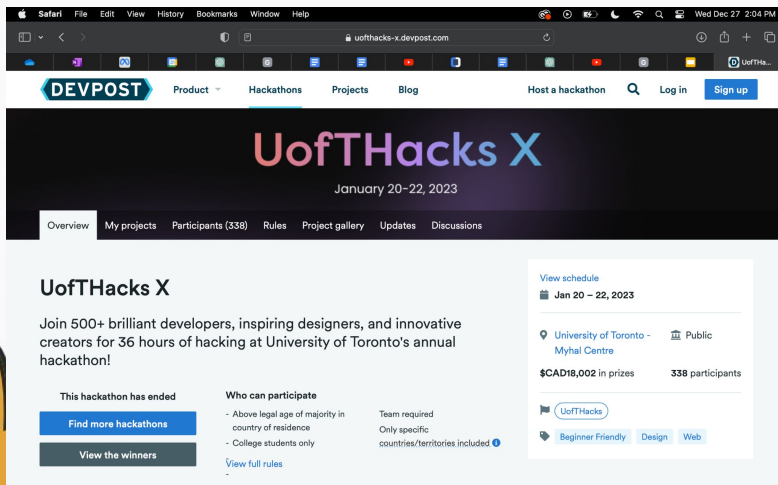 Safari File Edit View History Bookmarks Window Help Wed Dec 27 2:04 PM
uofthacks-x.devpost.com
UofTHa...
DEVPOST Product Hackathons Projects Blog Host a hackathon Log in Sign up
UofTHacks X
January 20-22, 2023
Overview My projects Participants (338) Rules Project gallery Updates Discussions
UofTHacks X
Join 500+ brilliant developers, inspiring designers, and innovative
creators for 36 hours of hacking at University of Toronto's annual
hackathon!
This hackathon has ended
Find more hackathons
View the winners
Who can participate
- Above legal age of majority in
country of residence
- College students only
-
View full rules
-
Team required
Only specific
countries/territories included
View schedule
Jan 20 – 22, 2023
University of Toronto -
Myhal Centre
Public
$CAD18,002 in prizes 338 participants
UofTHacks
Beginner Friendly Design Web